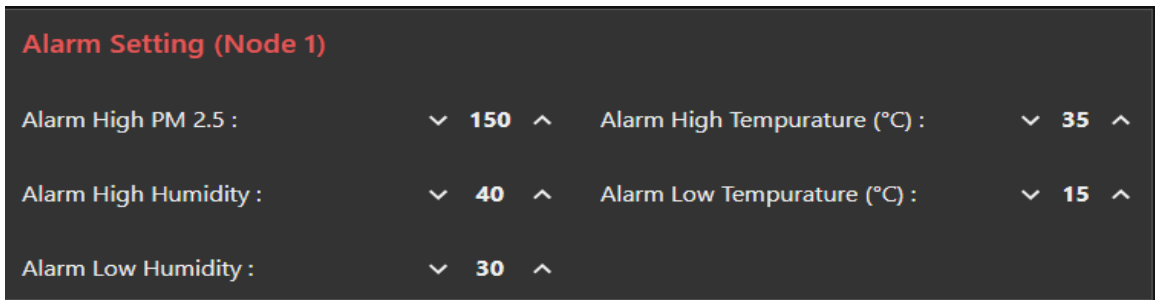 Alarm Setting (Node 1)
Alarm High PM 2.5 : 150 Alarm High Tempurature (°C) : 35
Alarm High Humidity : 40 Alarm Low Tempurature (°C) : 15
Alarm Low Humidity : 30